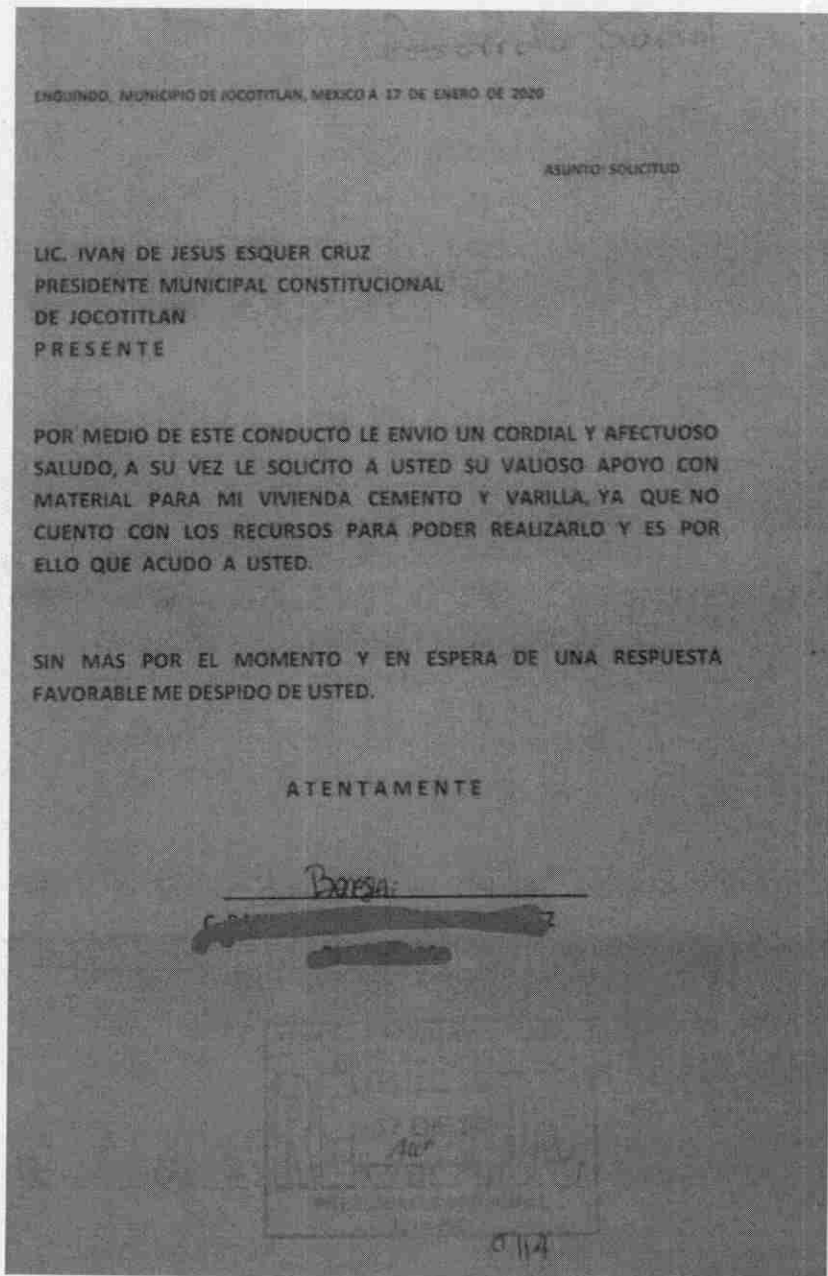 Desarrollo Social
ENGUINDO, MUNICIPIO DE JOCOTITLAN, MEXICO A 17 DE ENERO DE 2020
ASUNTO: SOLICITUD
LIC. IVAN DE JESUS ESQUER CRUZ
PRESIDENTE MUNICIPAL CONSTITUCIONAL
DE JOCOTITLAN
P R E S E N T E
POR MEDIO DE ESTE CONDUCTO LE ENVIO UN CORDIAL Y AFECTUOSO
SALUDO, A SU VEZ LE SOLICITO A USTED SU VALIOSO APOYO CON
MATERIAL PARA MI VIVIENDA CEMENTO Y VARILLA, YA QUE NO
CUENTO CON LOS RECURSOS PARA PODER REALIZARLO Y ES POR
ELLO QUE ACUDO A USTED.
SIN MAS POR EL MOMENTO Y EN ESPERA DE UNA RESPUESTA
FAVORABLE ME DESPIDO DE USTED.
A T E N T A M E N T E